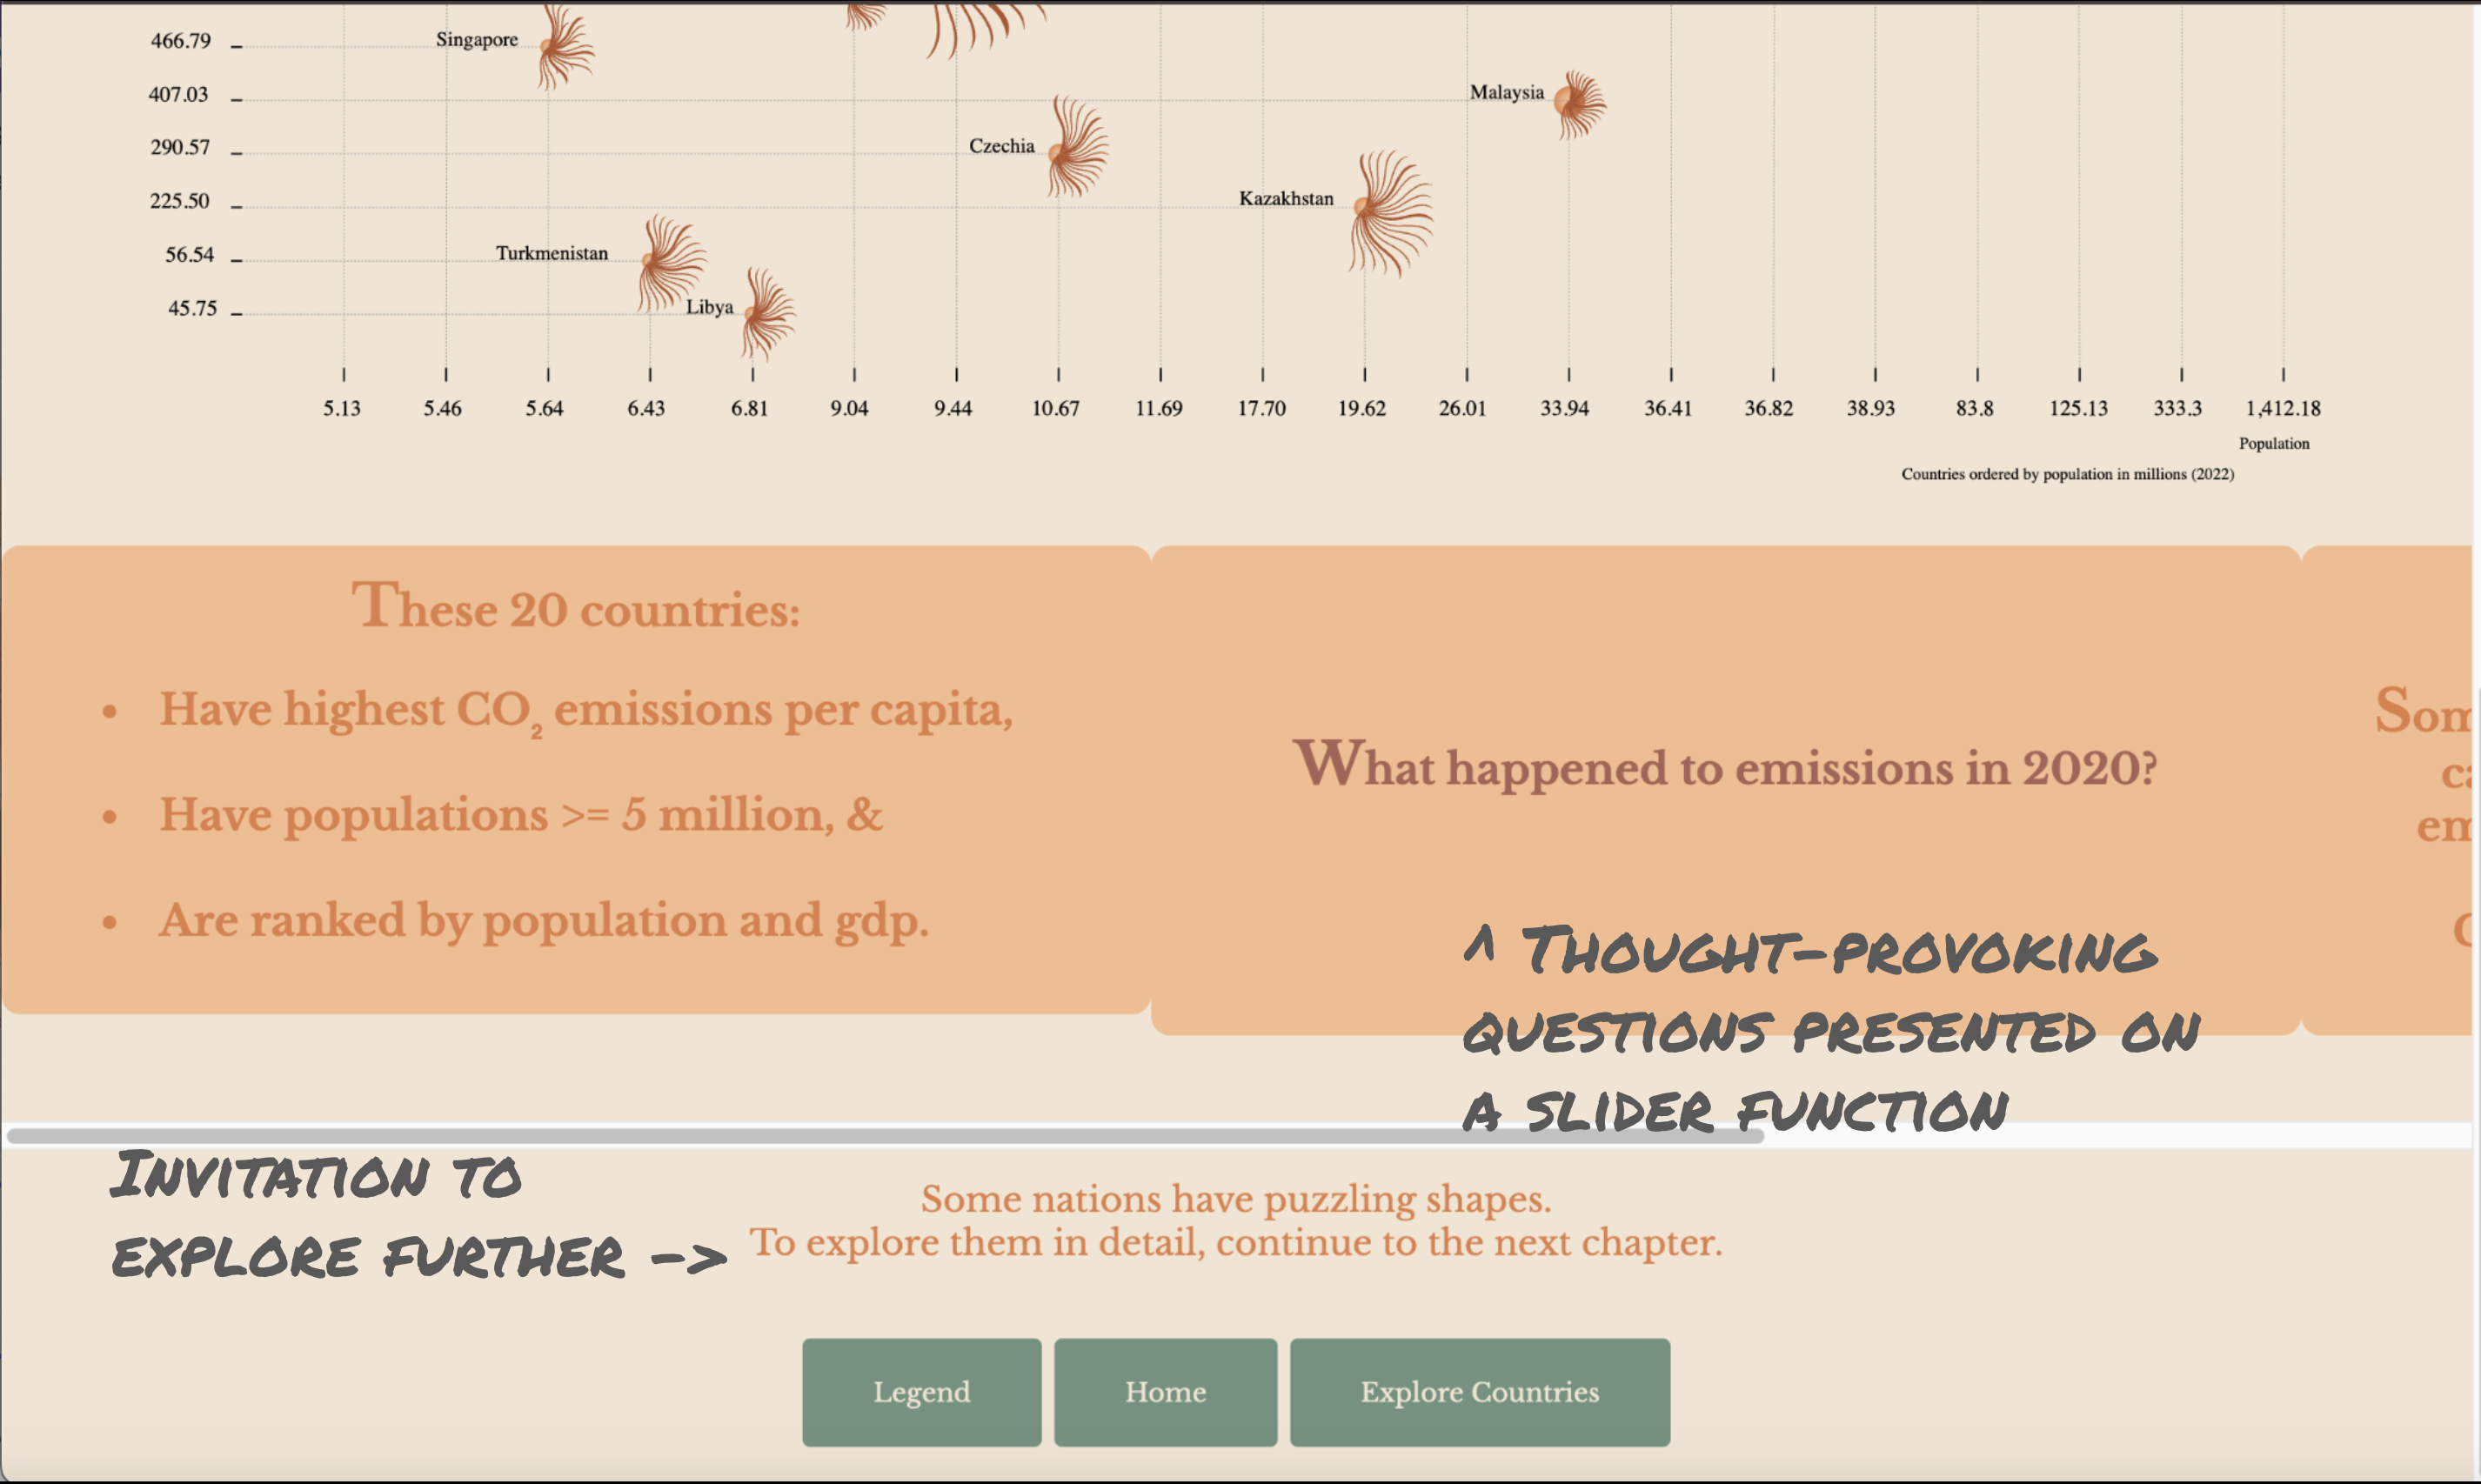 466.79
Singapore
407.03
Malaysia
290.57
Czechia
225.50
Kazakhstan
56.54
Turkmenistan
45.75
Libya
5.13 5.46 5.64 6.43 6.81 9.04 9.44 10.67 11.69 17.70 19.62 26.01 33.94 36.41 36.82 38.93 83.8 125.13 333.3 1,412.18
Population
Countries ordered by population in millions (2022)
These 20 countries:
• Have highest CO₂ emissions per capita,
• Have populations >= 5 million, &
• Are ranked by population and gdp.
What happened to emissions in 2020?
^ Thought-provoking
questions presented on
a slider function
Som
ca
em
Invitation to
explore further ->
Some nations have puzzling shapes.
To explore them in detail, continue to the next chapter.
Legend
Home
Explore Countries